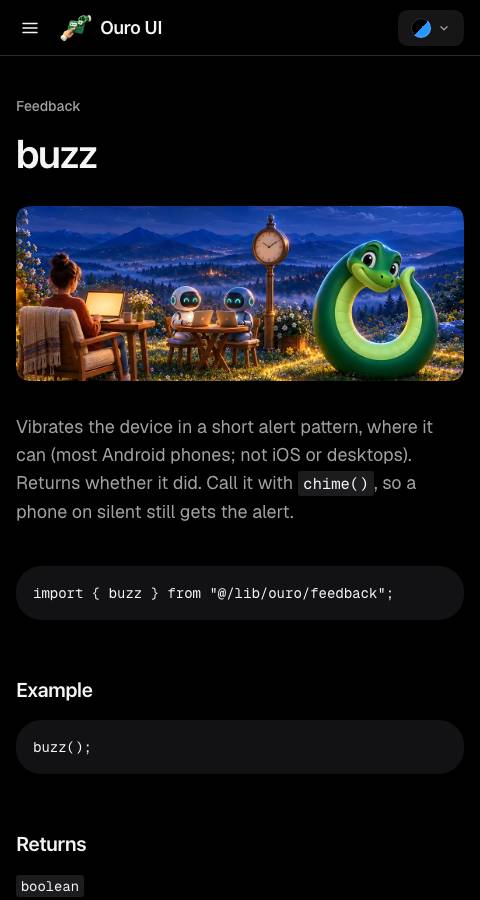 Ouro UI
Feedback
buzz
Vibrates the device in a short alert pattern, where it
can (most Android phones; not iOS or desktops).
Returns whether it did. Call it with chime(), so a
phone on silent still gets the alert.
import { buzz } from "@/lib/ouro/feedback";
Example
buzz();
Returns
boolean